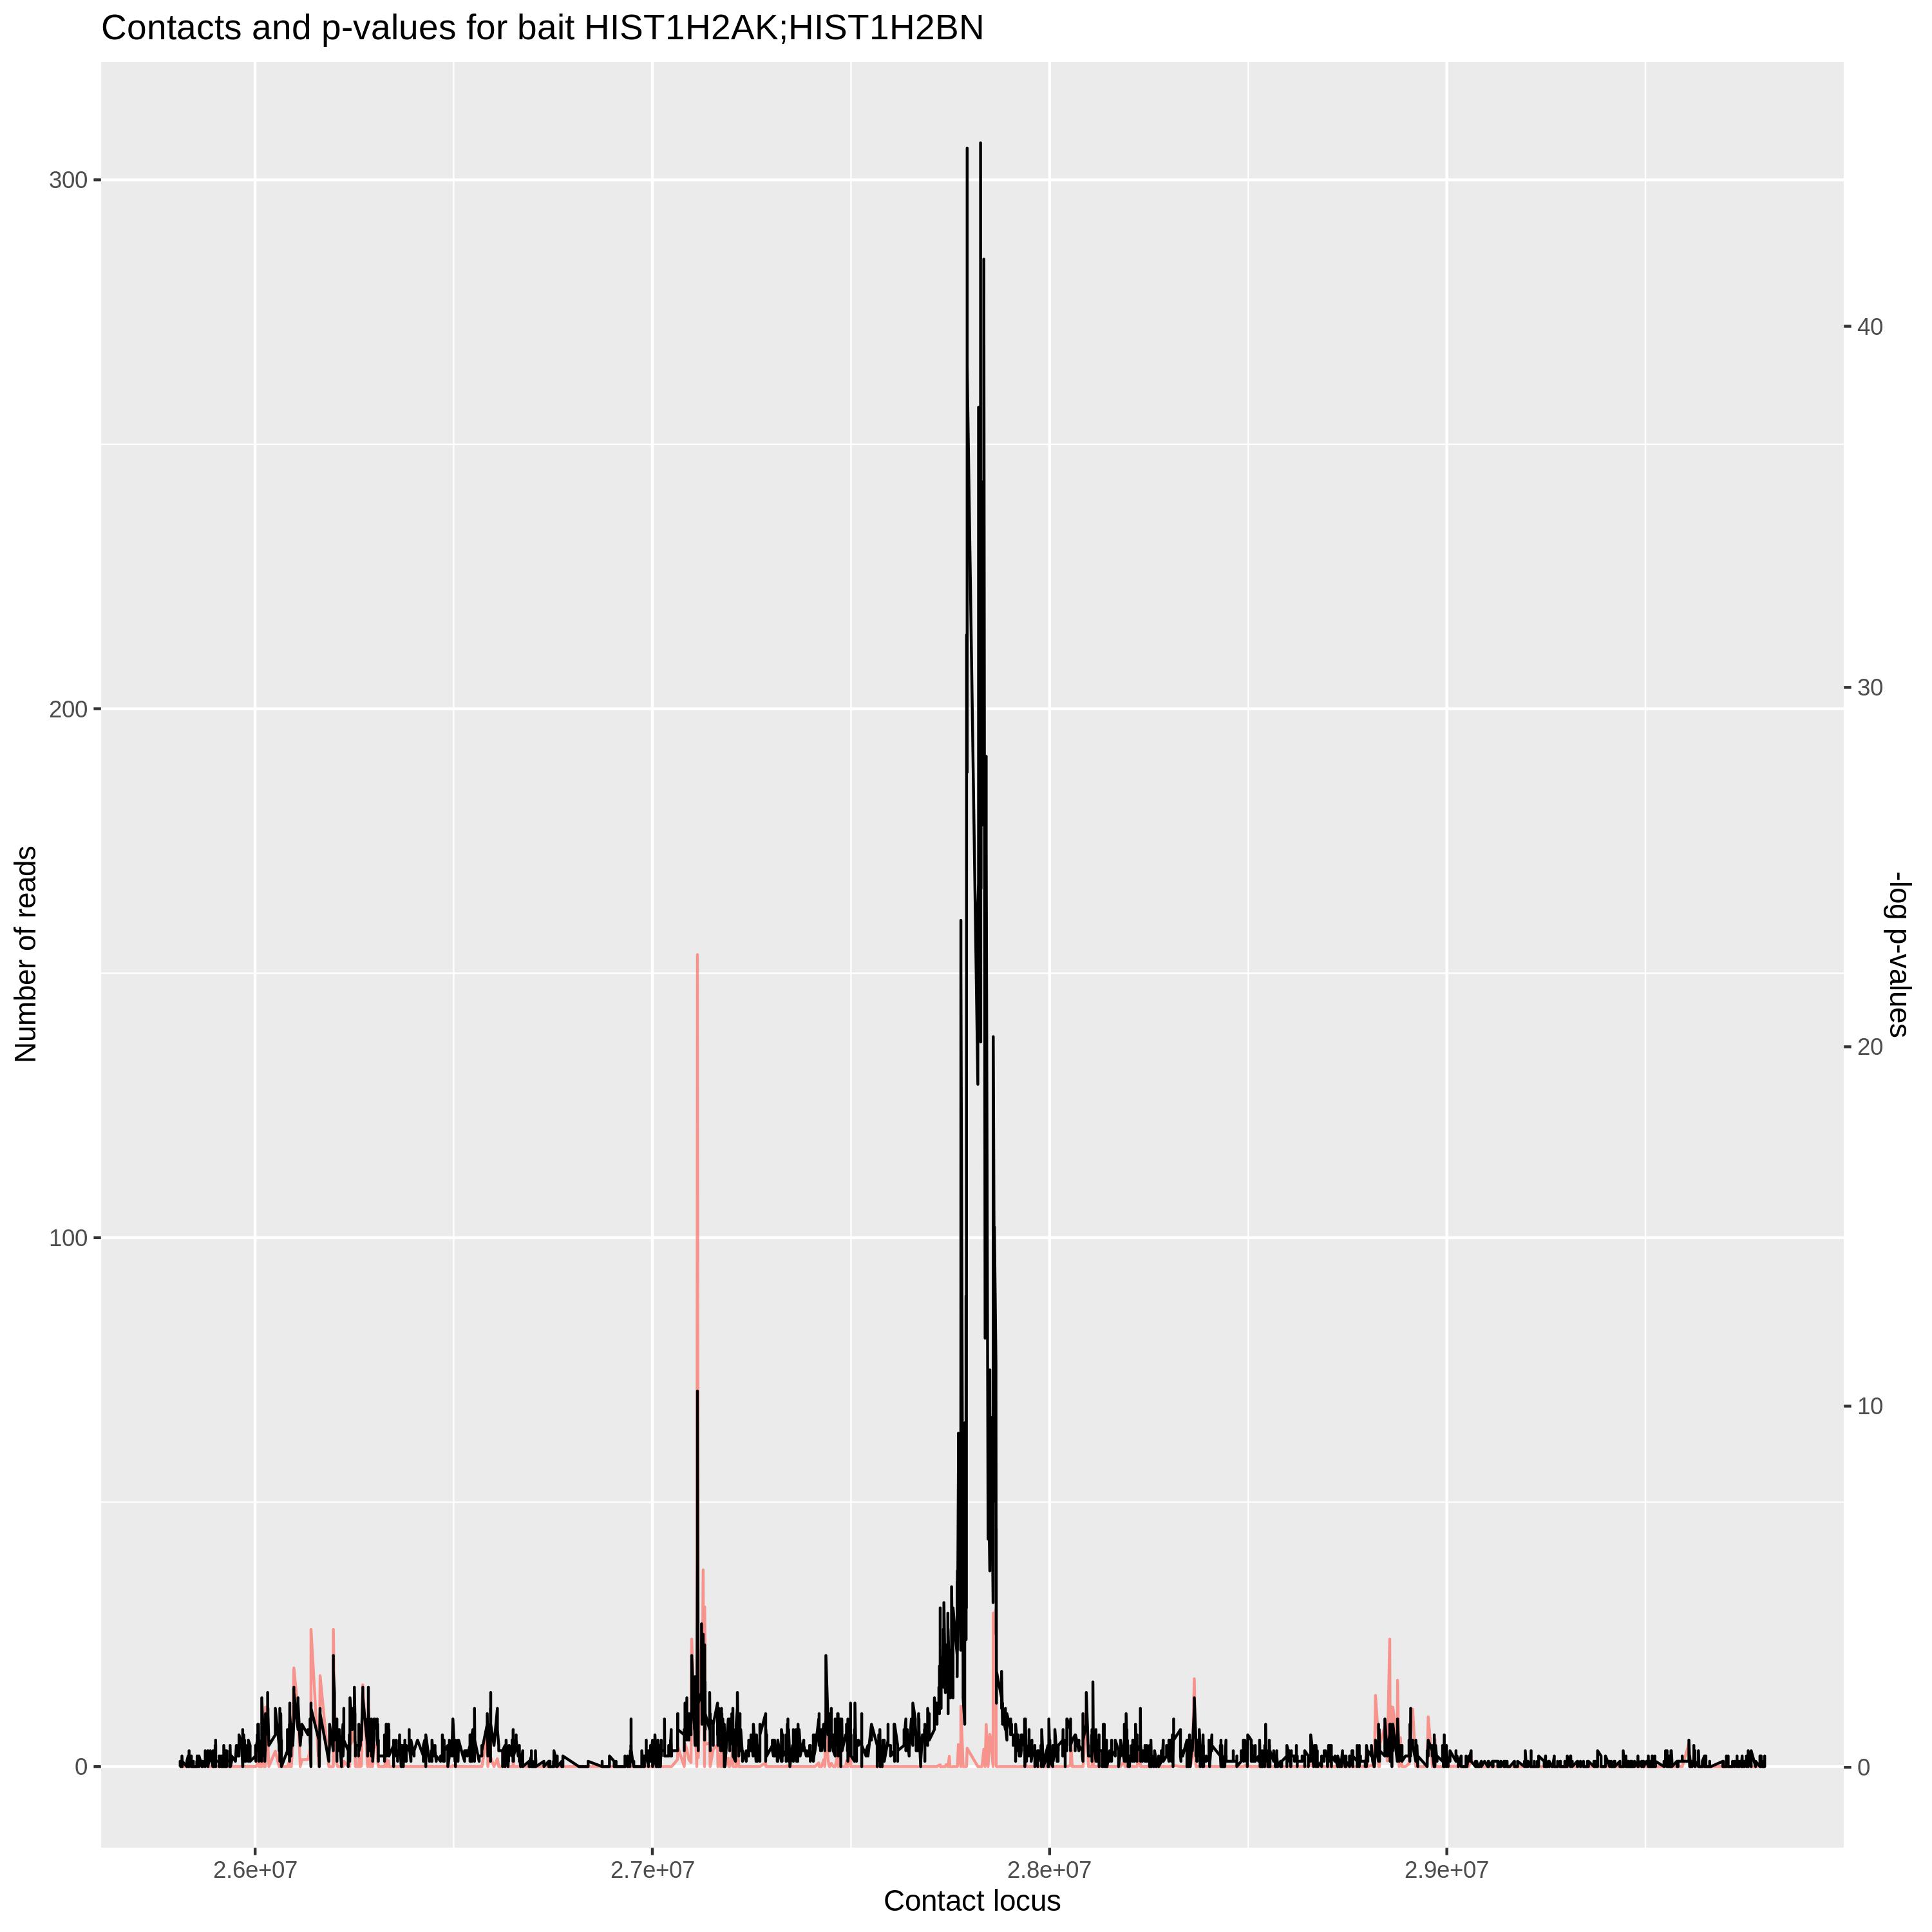 Contacts and p-values for bait HIST1H2AK;HIST1H2BN
Number of reads
300
200
100
0
40
30
20
10
0
-log p-values
2.6e+07
2.7e+07
2.8e+07
2.9e+07
Contact locus